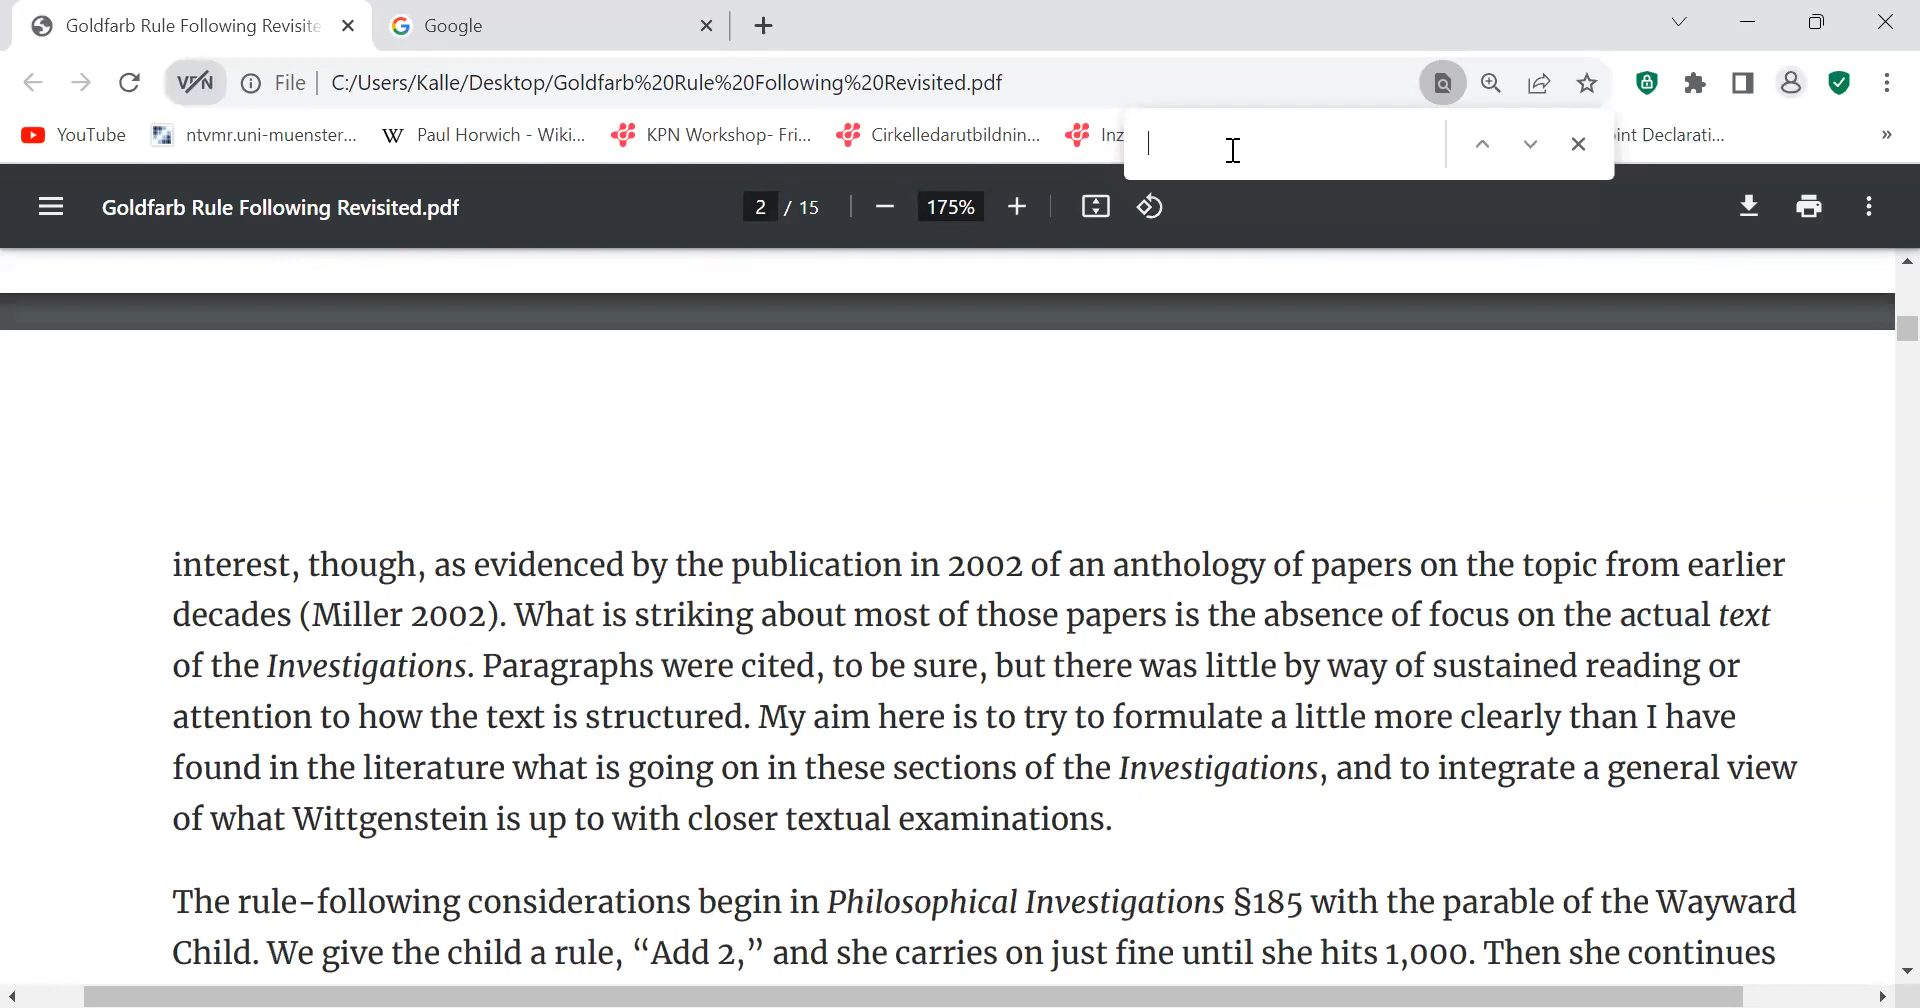 Goldfarb Rule Following Revisite
Google
VPN
File
C:/Users/Kalle/Desktop/Goldfarb%20Rule%20Following%20Revisited.pdf
YouTube
ntvmr.uni-muenster...
W Paul Horwich - Wiki...
KPN Workshop- Fri...
Cirkelledarutbildnin...
Inz
int Declarati...
»
Goldfarb Rule Following Revisited.pdf
2 / 15
175%
interest, though, as evidenced by the publication in 2002 of an anthology of papers on the topic from earlier
decades (Miller 2002). What is striking about most of those papers is the absence of focus on the actual text
of the Investigations. Paragraphs were cited, to be sure, but there was little by way of sustained reading or
attention to how the text is structured. My aim here is to try to formulate a little more clearly than I have
found in the literature what is going on in these sections of the Investigations, and to integrate a general view
of what Wittgenstein is up to with closer textual examinations.
The rule-following considerations begin in Philosophical Investigations §185 with the parable of the Wayward
Child. We give the child a rule, “Add 2,” and she carries on just fine until she hits 1,000. Then she continues